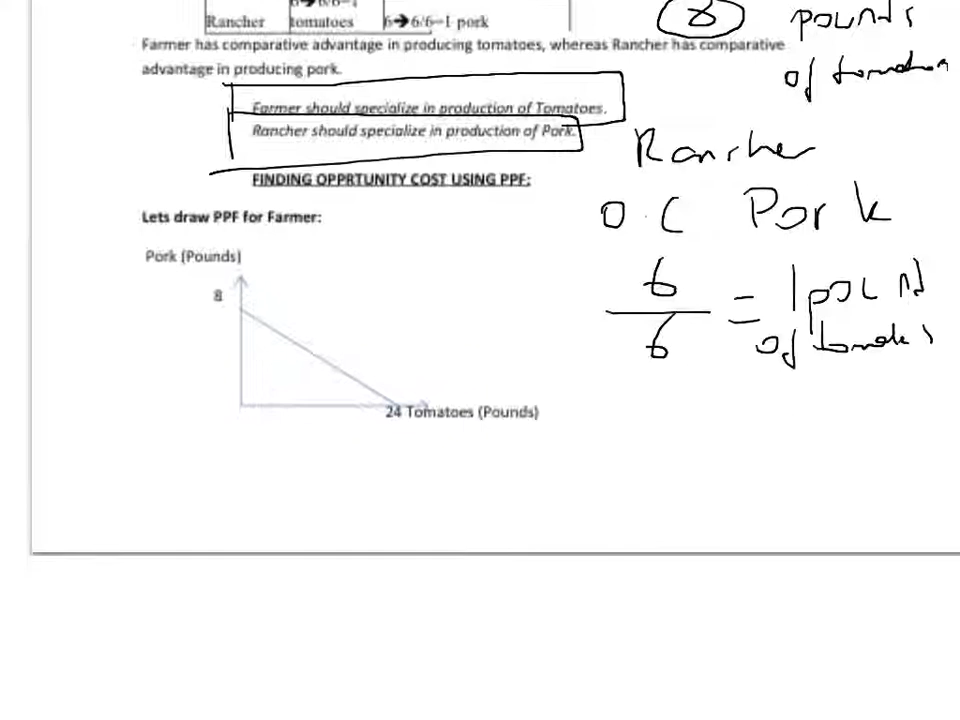 Rancher tomatoes 6→6/6=1 pork
Farmer has comparative advantage in producing tomatoes, whereas Rancher has comparative
advantage in producing pork.
Farmer should specialize in production of Tomatoes.
Rancher should specialize in production of Pork.
FINDING OPPRTUNITY COST USING PPF:
Lets draw PPF for Farmer:
Pork (Pounds)
8
24 Tomatoes (Pounds)
8 pounds
of
Rancher
O.C Pork
6
6
= 1 pound
of